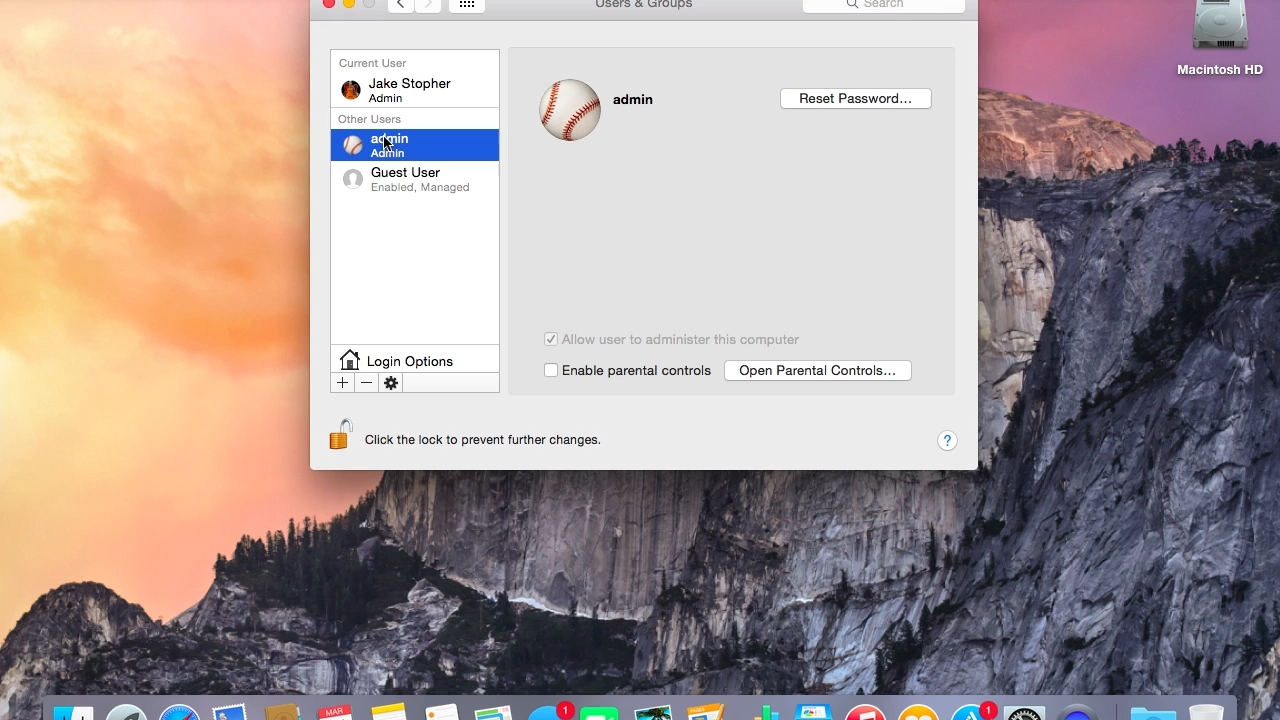 Users & Groups
Search
Macintosh HD
Current User
Jake Stopher
Admin
Other Users
admin
Admin
Guest User
Enabled, Managed
Login Options
admin
Reset Password...
Allow user to administer this computer
Enable parental controls
Open Parental Controls...
Click the lock to prevent further changes.
?
MAR
PAGES
1
1